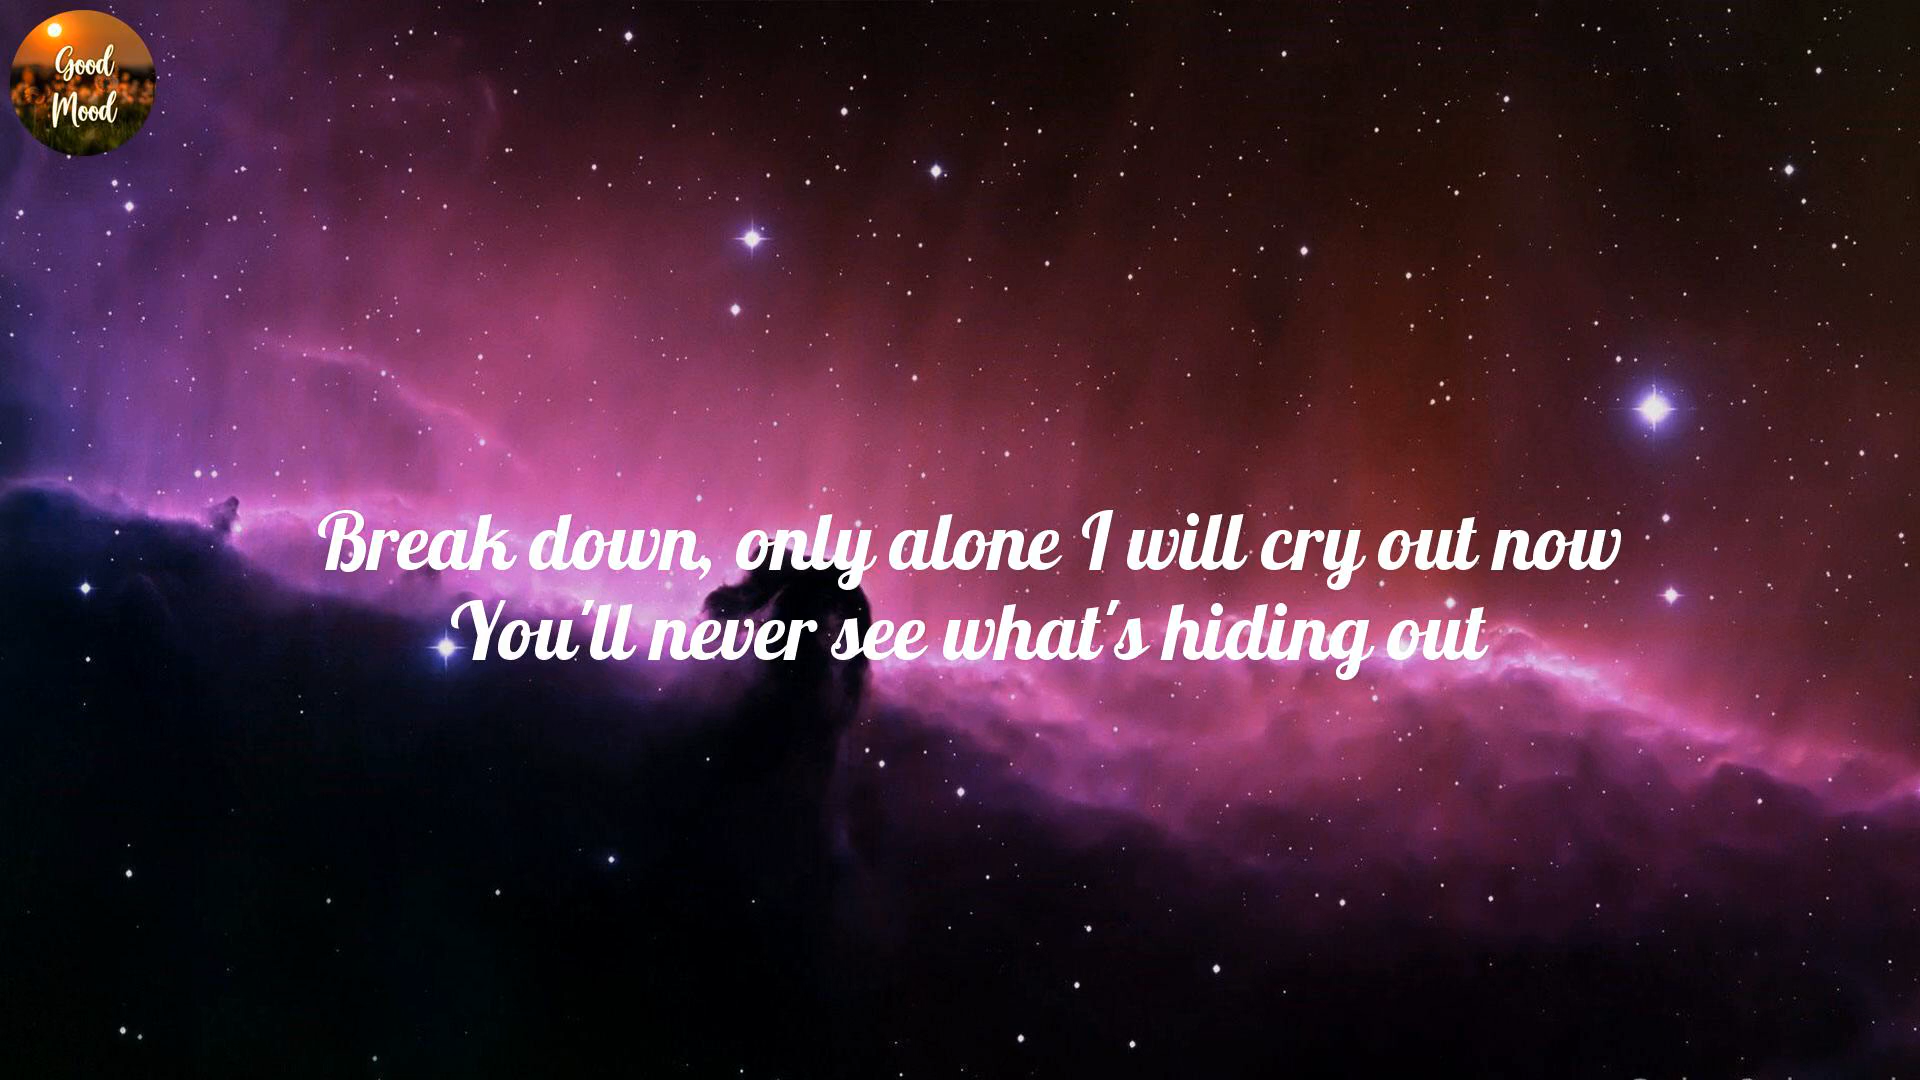 Good
Mood
Break down, only alone I will cry out now
You'll never see what's hiding out